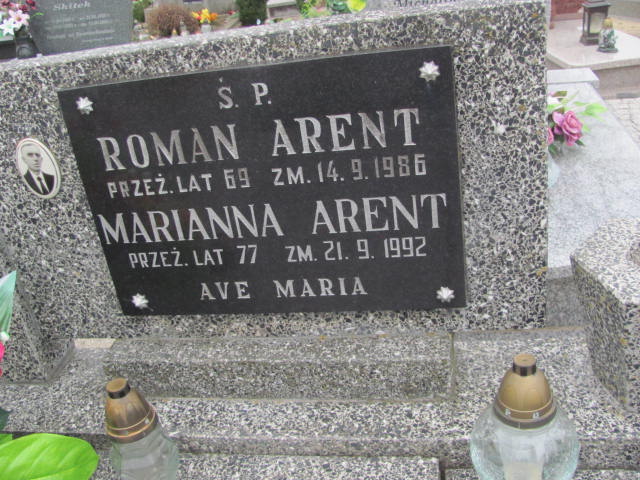 Skitek
Ś. P.
ROMAN ARENT
PRZEŻ. LAT 69 ZM. 14. 9. 1986
MARIANNA ARENT
PRZEŻ. LAT 77 ZM. 21. 9. 1992
AVE MARIA